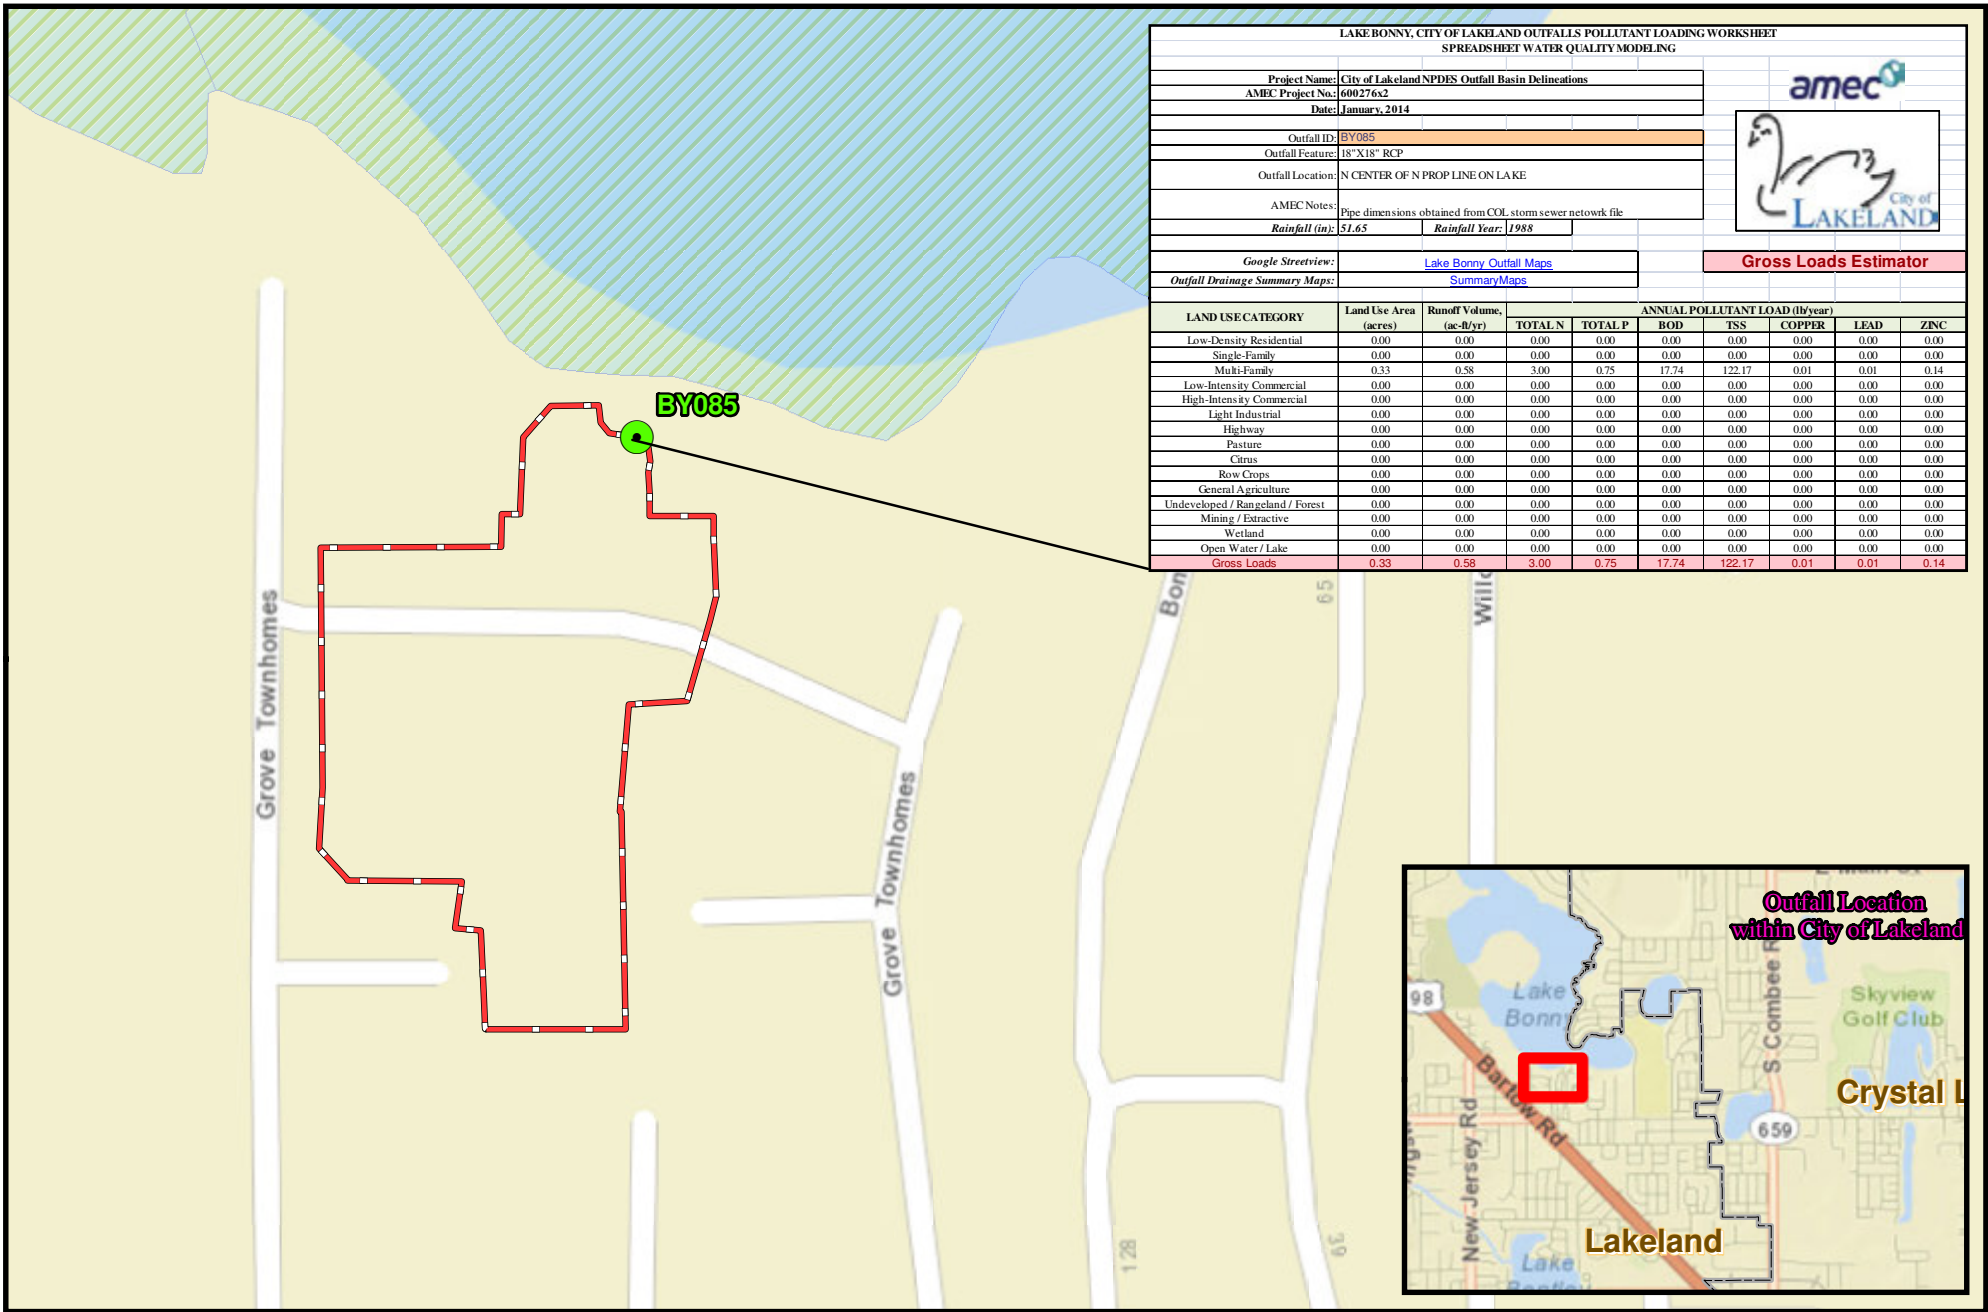 LAKE BONNY, CITY OF LAKELAND OUTFALLS POLLUTANT LOADING WORKSHEET
SPREADSHEET WATER QUALITY MODELING
Project Name: City of Lakeland NPDES Outfall Basin Delineations
AMEC Project No.: 600276x2
Date: January, 2014
amec
Outfall ID: BY085
Outfall Feature: 18"X18" RCP
Outfall Location: N CENTER OF N PROP LINE ON LAKE
AMEC Notes: Pipe dimensions obtained from COL storm sewer netowrk file
City of
LAKELAND
Rainfall (in): 51.65 Rainfall Year: 1988
Google Streetview: Lake Bonny Outfall Maps
Gross Loads Estimator
Outfall Drainage Summary Maps: SummaryMaps
LAND USE CATEGORY Land Use Area (acres) Runoff Volume, (ac-ft/yr) ANNUAL POLLUTANT LOAD (lb/year)
TOTAL N TOTAL P BOD TSS COPPER LEAD ZINC
Low-Density Residential 0.00 0.00 0.00 0.00 0.00 0.00 0.00 0.00 0.00
Single-Family 0.00 0.00 0.00 0.00 0.00 0.00 0.00 0.00 0.00
Multi-Family 0.33 0.58 3.00 0.75 17.74 122.17 0.01 0.01 0.14
Low-Intensity Commercial 0.00 0.00 0.00 0.00 0.00 0.00 0.00 0.00 0.00
High-Intensity Commercial 0.00 0.00 0.00 0.00 0.00 0.00 0.00 0.00 0.00
Light Industrial 0.00 0.00 0.00 0.00 0.00 0.00 0.00 0.00 0.00
Highway 0.00 0.00 0.00 0.00 0.00 0.00 0.00 0.00 0.00
Pasture 0.00 0.00 0.00 0.00 0.00 0.00 0.00 0.00 0.00
Citrus 0.00 0.00 0.00 0.00 0.00 0.00 0.00 0.00 0.00
Row Crops 0.00 0.00 0.00 0.00 0.00 0.00 0.00 0.00 0.00
General Agriculture 0.00 0.00 0.00 0.00 0.00 0.00 0.00 0.00 0.00
Undeveloped / Rangeland / Forest 0.00 0.00 0.00 0.00 0.00 0.00 0.00 0.00 0.00
Mining / Extractive 0.00 0.00 0.00 0.00 0.00 0.00 0.00 0.00 0.00
Wetland 0.00 0.00 0.00 0.00 0.00 0.00 0.00 0.00 0.00
Open Water / Lake 0.00 0.00 0.00 0.00 0.00 0.00 0.00 0.00 0.00
Gross Loads 0.33 0.58 3.00 0.75 17.74 122.17 0.01 0.01 0.14
BY085
Grove Townhomes
Grove Townhomes
Bon
65
Willo
128
39
Outfall Location
within City of Lakeland
E Main St
98
Lake
Bonny
S Combee R
Skyview
Golf Club
Bartow Rd
Crystal L
659
New Jersey Rd
Lakeland
Lake
Bentley